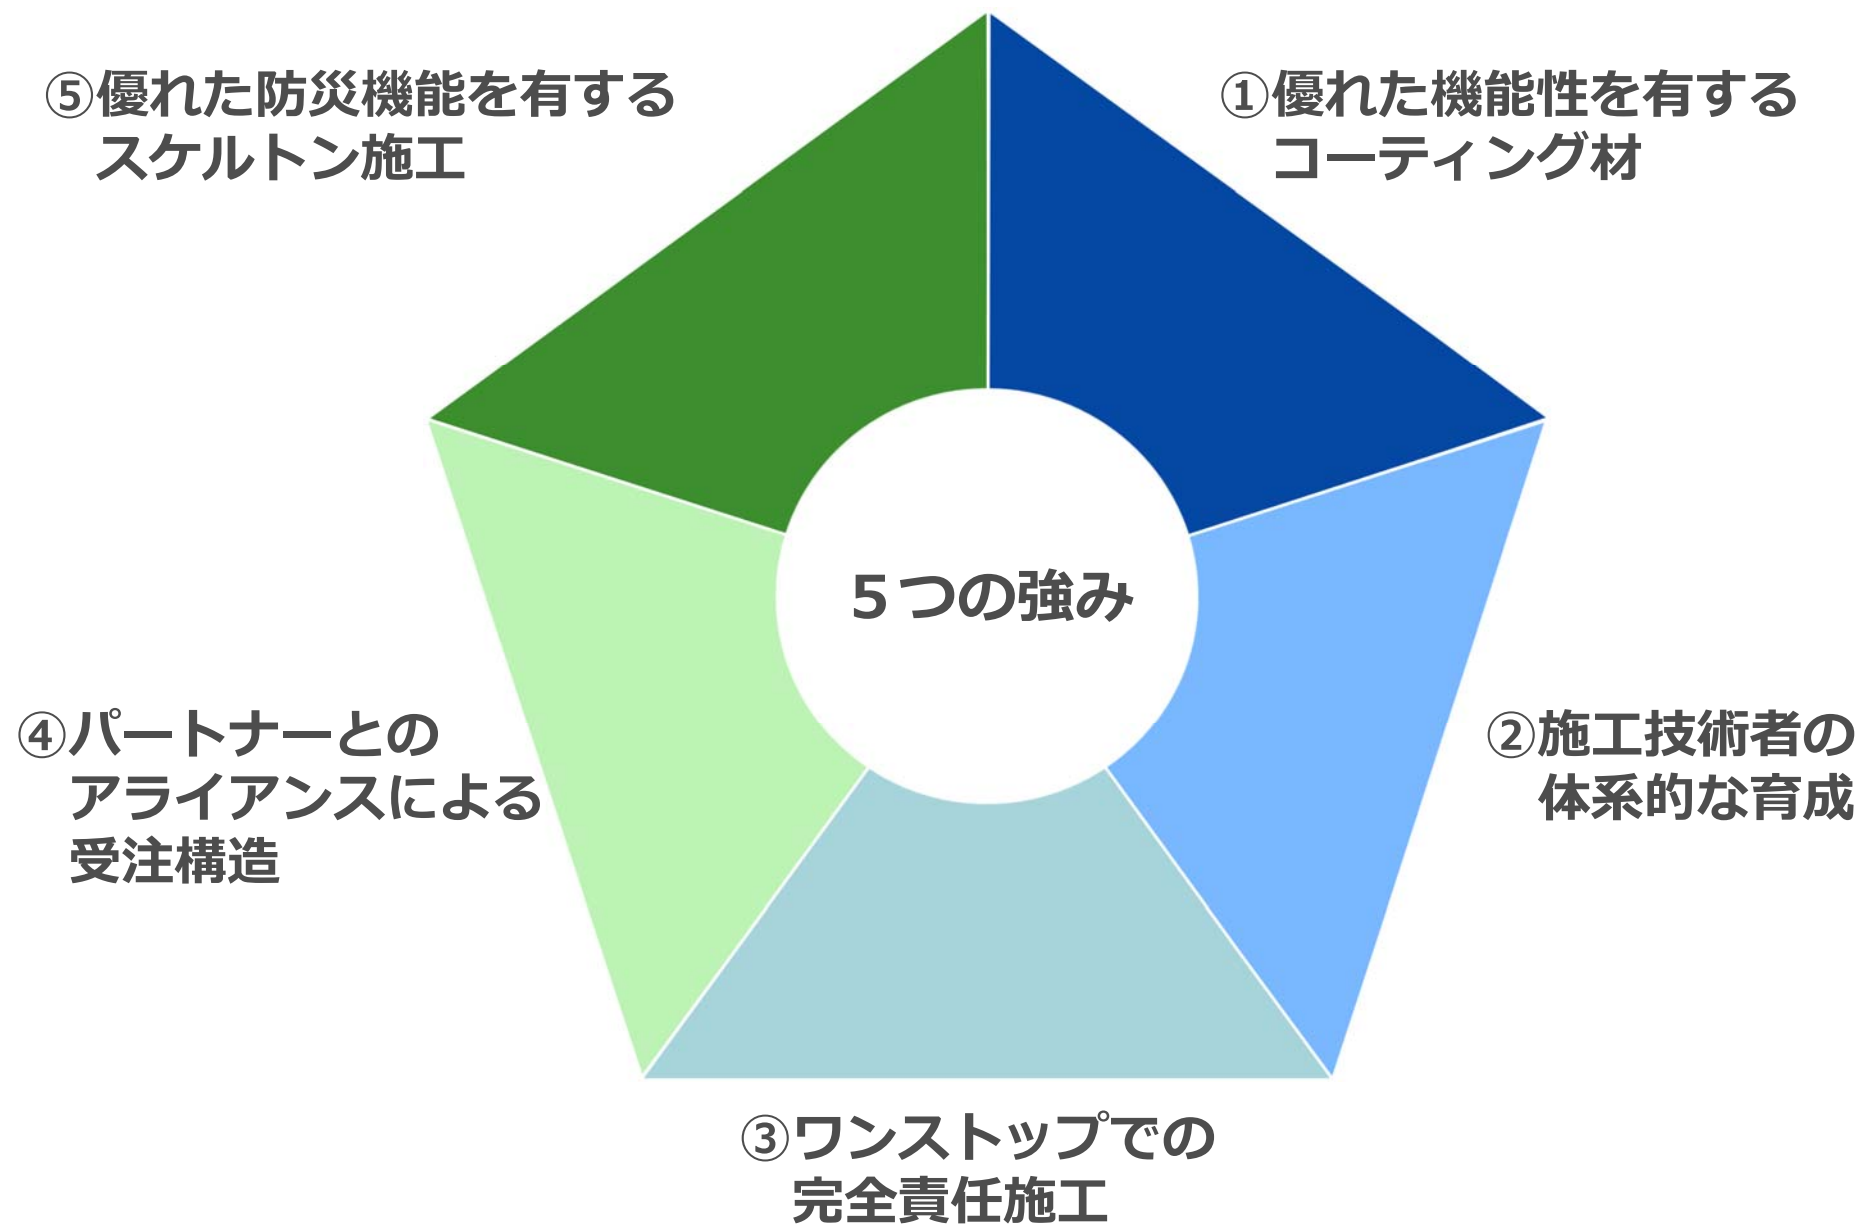 ５つの強み
①優れた機能性を有する
コーティング材
②施工技術者の
体系的な育成
③ワンストップでの
完全責任施工
④パートナーとの
アライアンスによる
受注構造
⑤優れた防災機能を有する
スケルトン施工